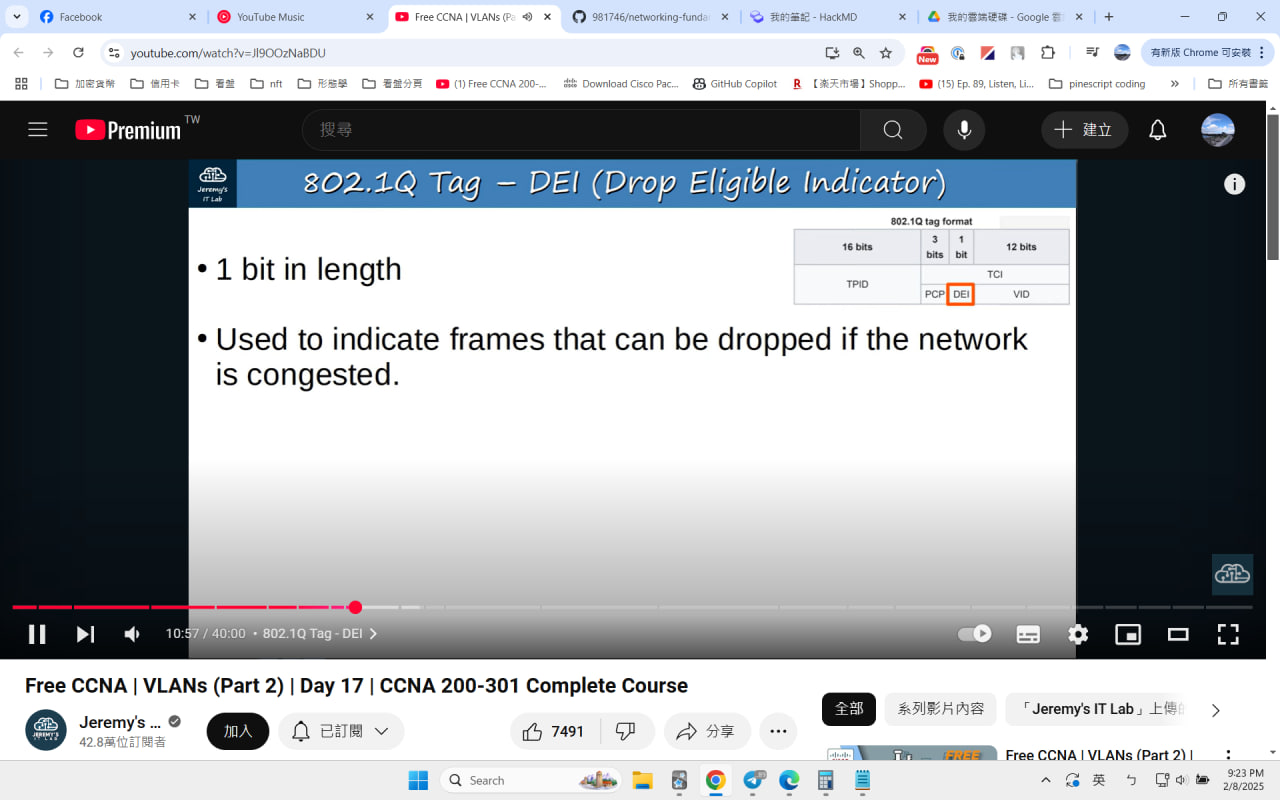 Facebook
YouTube Music
Free CCNA | VLANs (Pa
981746/networking-funda
我的筆記 - HackMD
我的雲端硬碟 - Google 雲
youtube.com/watch?v=Jl9OOzNaBDU
New
有新版 Chrome 可安裝
加密貨幣
信用卡
看盤
nft
形態學
看盤分頁
(1) Free CCNA 200-...
Download Cisco Pac...
GitHub Copilot
【楽天市場】Shopp...
(15) Ep. 89, Listen, Li...
pinescript coding
»
所有書籤
Premium TW
搜尋
建立
Jeremy's
IT Lab
802.1Q Tag – DEI (Drop Eligible Indicator)
802.1Q tag format
16 bits
3 bits
1 bit
12 bits
TPID
TCI
PCP
DEI
VID
• 1 bit in length
• Used to indicate frames that can be dropped if the network
is congested.
10:57 / 40:00 • 802.1Q Tag - DEI
Free CCNA | VLANs (Part 2) | Day 17 | CCNA 200-301 Complete Course
JEREMY'S
IT LAB
Jeremy's ...
42.8萬位訂閱者
加入
已訂閱
7491
分享
全部
系列影片內容
「Jeremy's IT Lab」上傳的
FREE
Free CCNA | VLANs (Part 2) |
Search
英
9:23 PM
2/8/2025